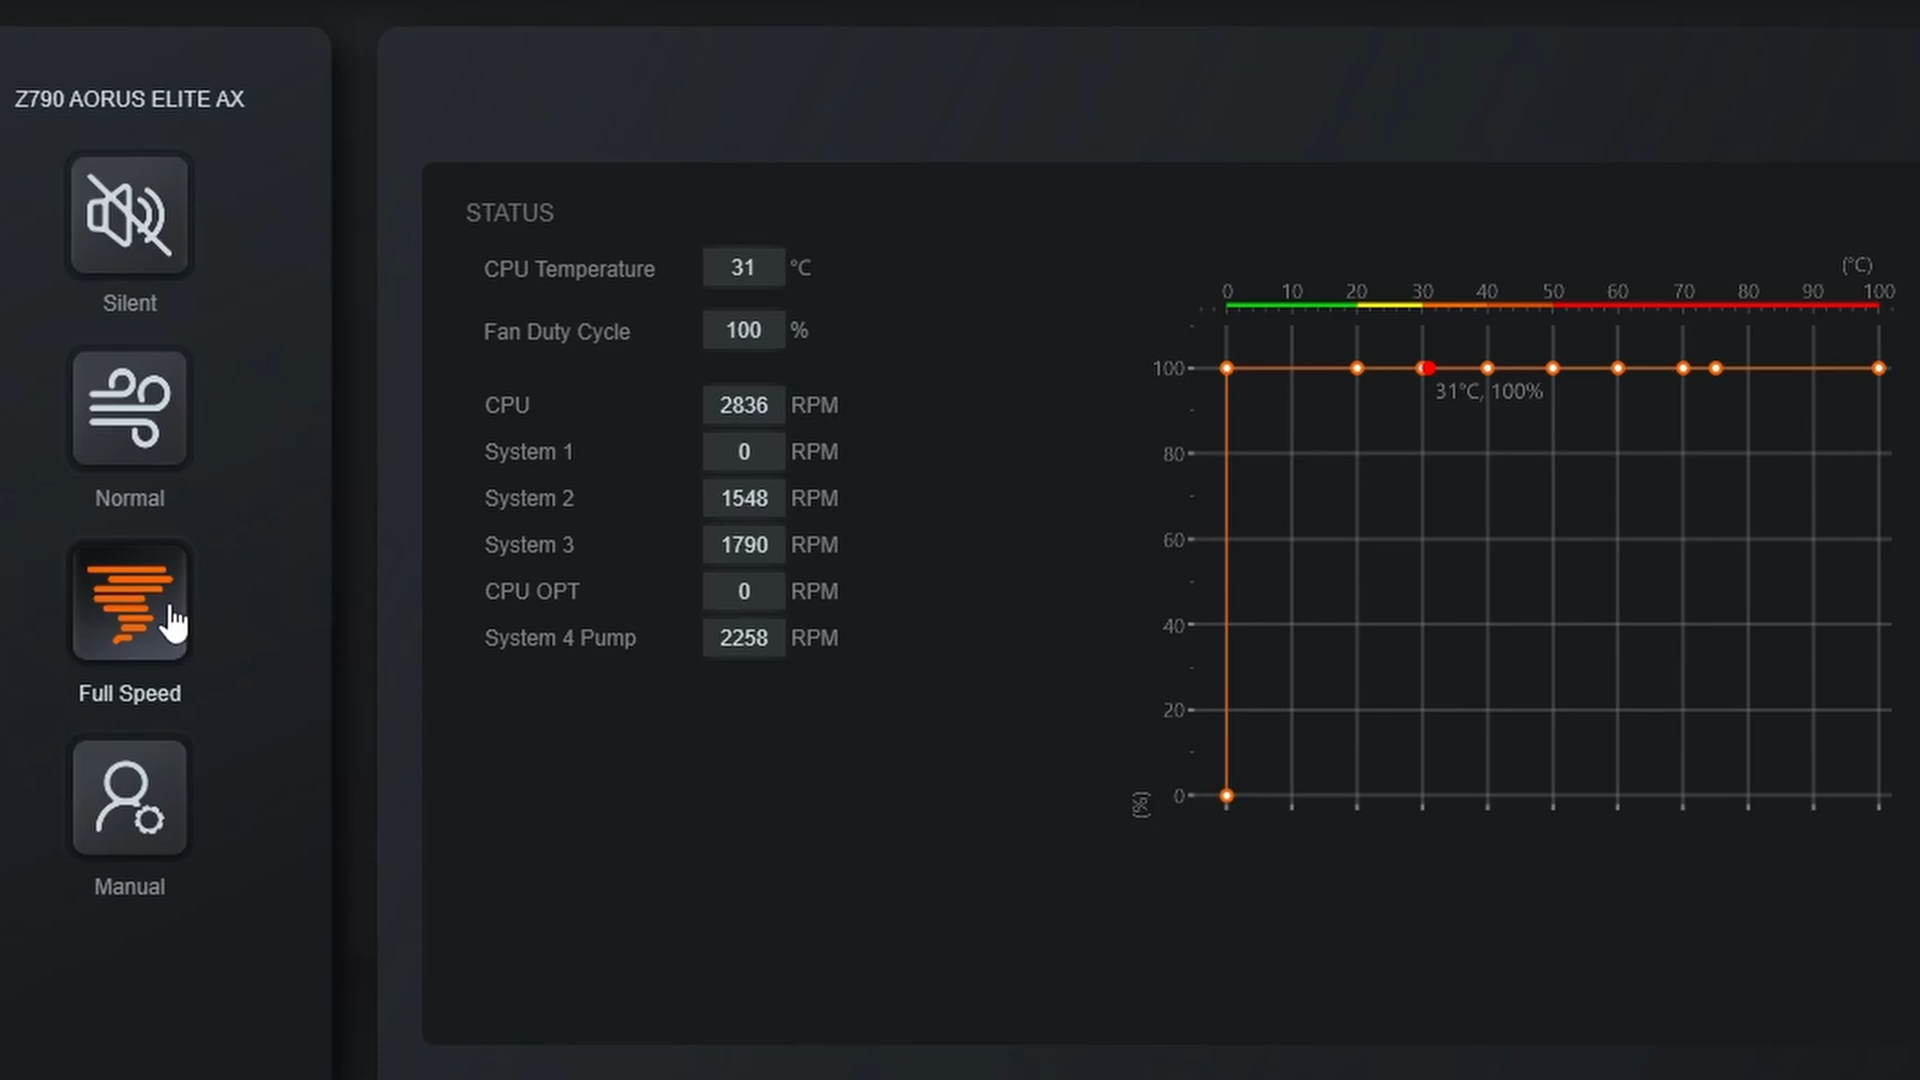 Z790 AORUS ELITE AX
Silent
Normal
Full Speed
Manual
STATUS
CPU Temperature 31 °C
Fan Duty Cycle 100 %
CPU 2836 RPM
System 1 0 RPM
System 2 1548 RPM
System 3 1790 RPM
CPU OPT 0 RPM
System 4 Pump 2258 RPM
(°C)
0 10 20 30 40 50 60 70 80 90 100
100
31°C, 100%
80
60
40
20
0
(%)